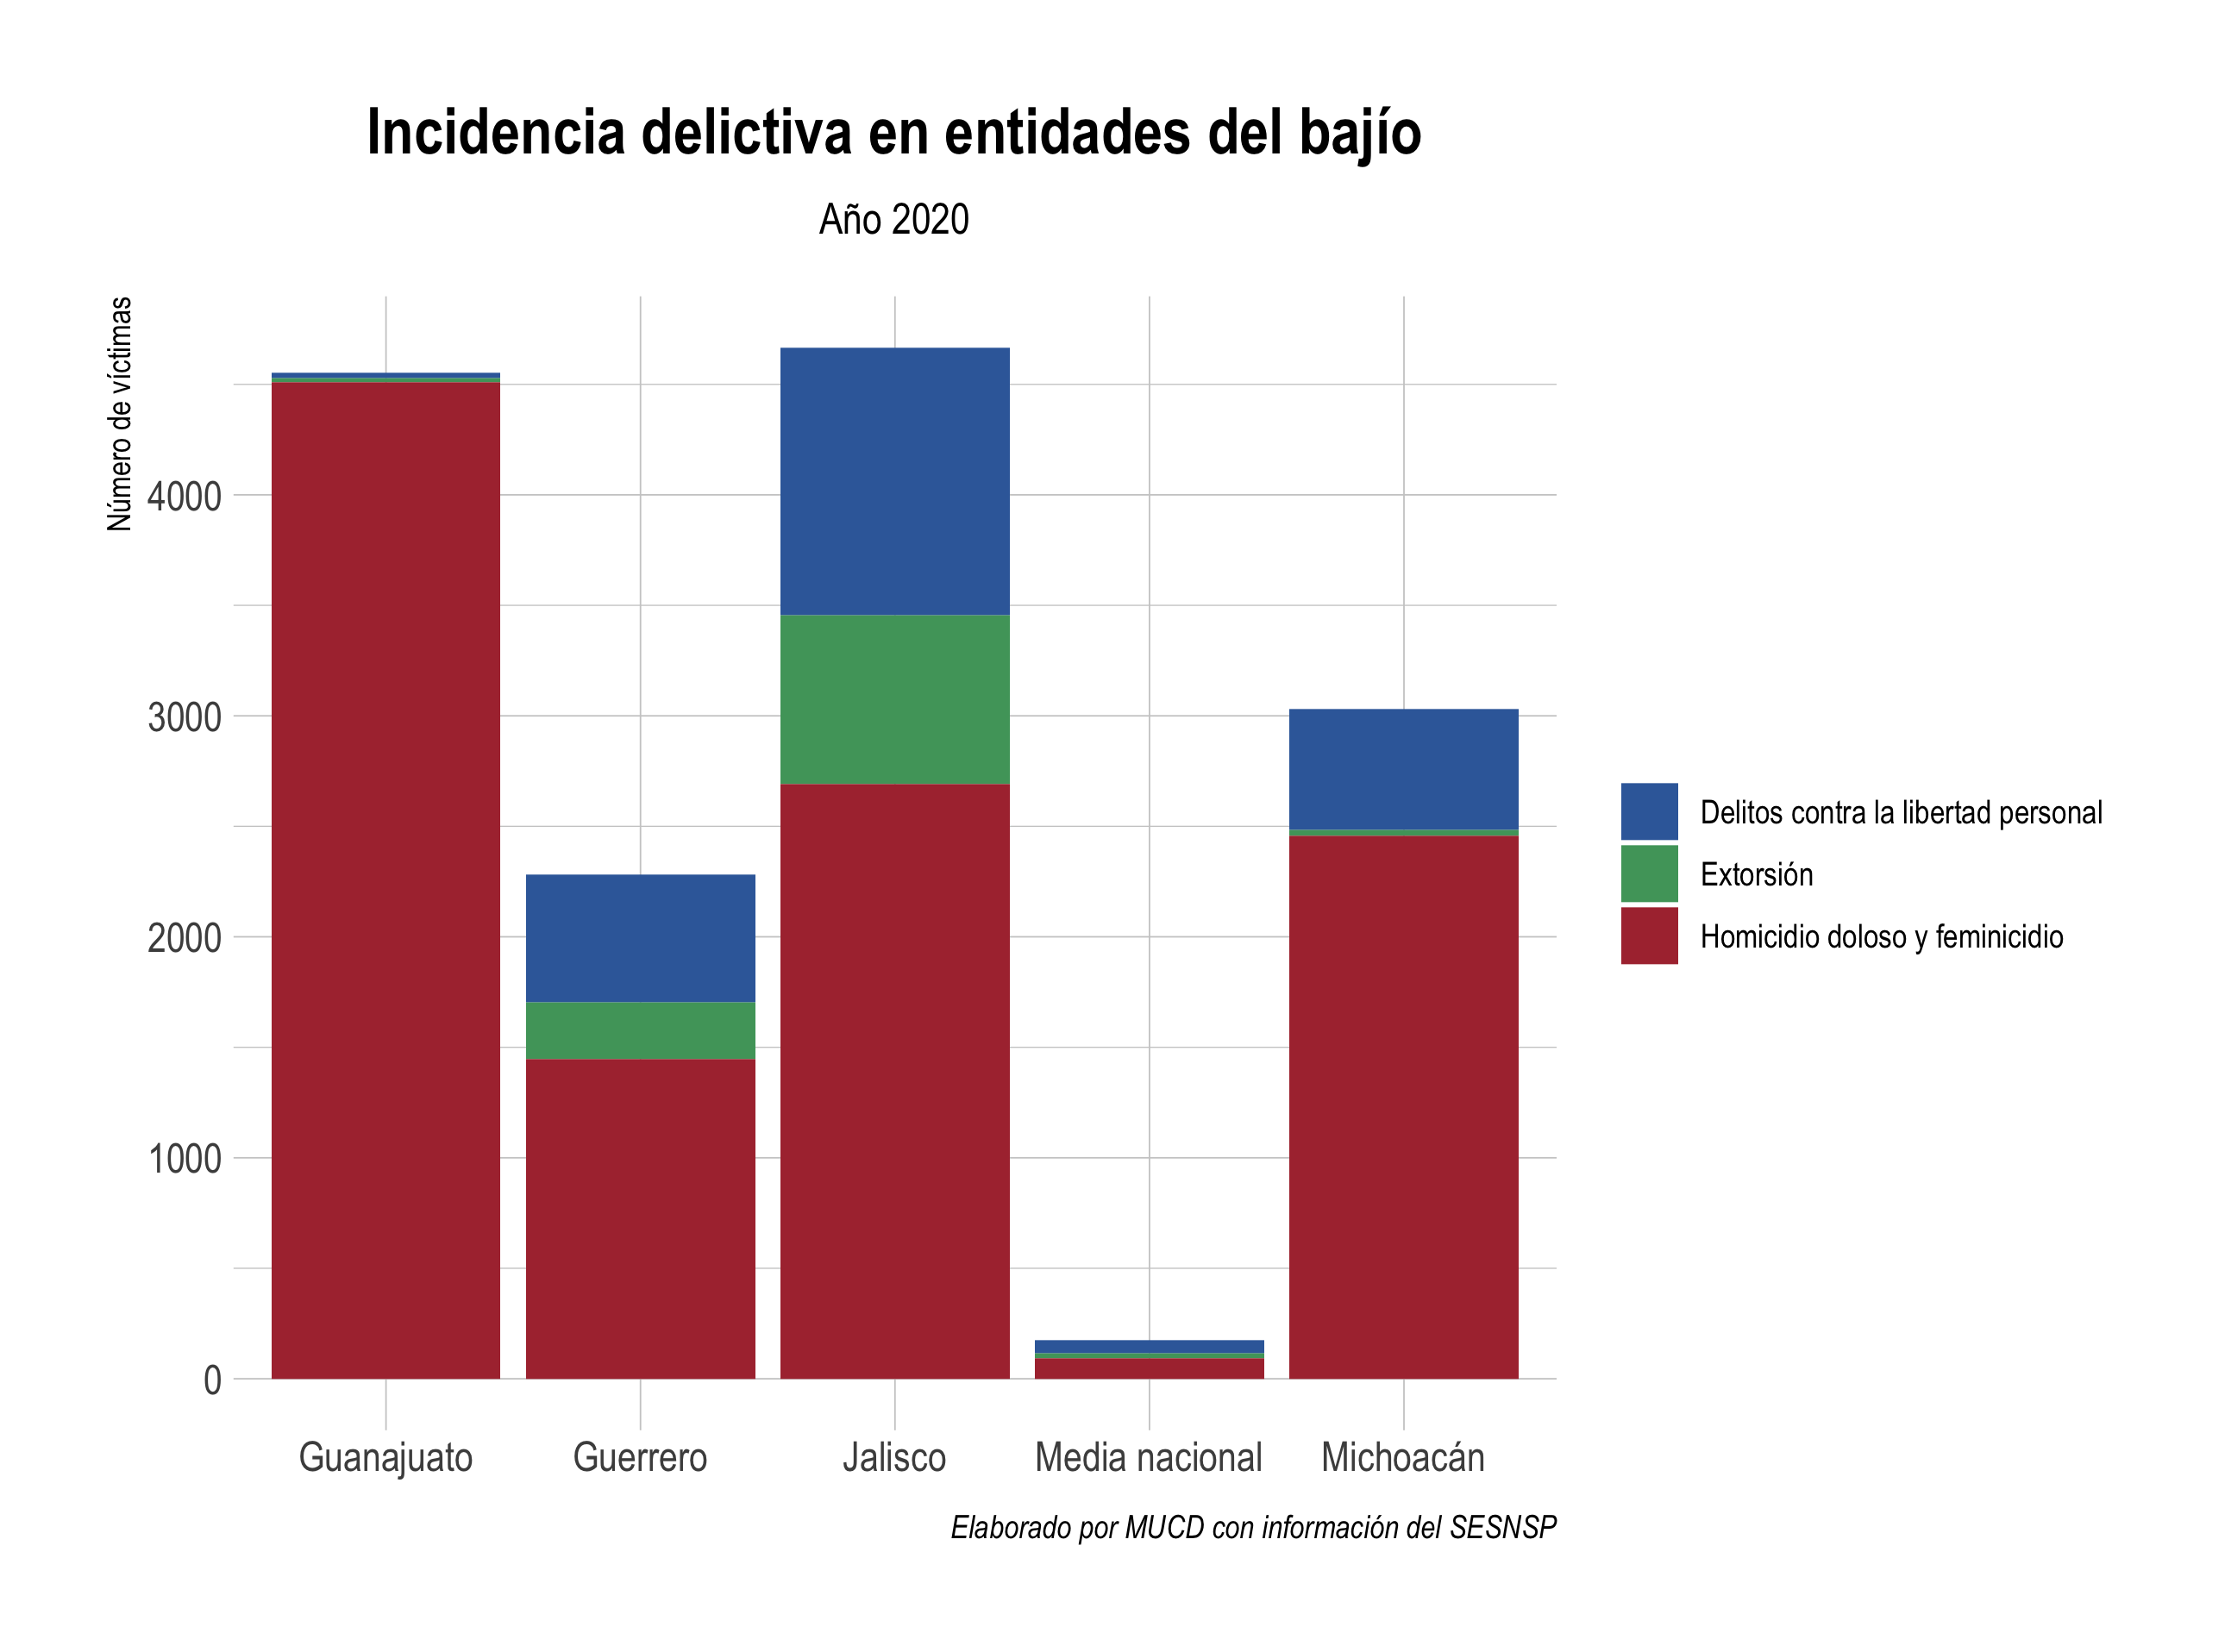 Incidencia delictiva en entidades del bajío
Año 2020
Número de víctimas
4000
3000
2000
1000
0
Guanajuato
Guerrero
Jalisco
Media nacional
Michoacán
Delitos contra la libertad personal
Extorsión
Homicidio doloso y feminicidio
Elaborado por MUCD con información del SESNSP